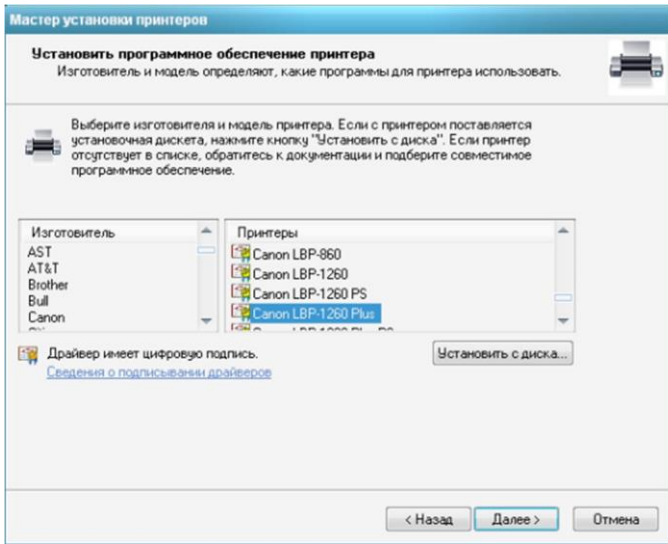 Мастер установки принтеров
Установить программное обеспечение принтера
Изготовитель и модель определяют, какие программы для принтера использовать.
Выберите изготовителя и модель принтера. Если с принтером поставляется
установочная дискета, нажмите кнопку "Установить с диска". Если принтер
отсутствует в списке, обратитесь к документации и подберите совместимое
программное обеспечение.
Изготовитель
AST
AT&T
Brother
Bull
Canon
Принтеры
Canon LBP-860
Canon LBP-1260
Canon LBP-1260 PS
Canon LBP-1260 Plus
Драйвер имеет цифровую подпись.
Установить с диска...
Сведения о подписывании драйверов
< Назад
Далее >
Отмена